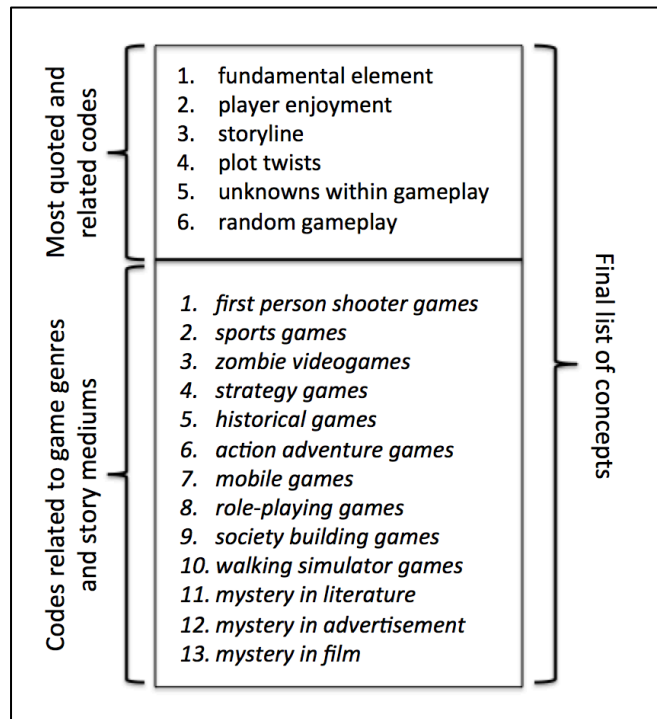 Most quoted and
related codes
1. fundamental element
2. player enjoyment
3. storyline
4. plot twists
5. unknowns within gameplay
6. random gameplay
Codes related to game genres
and story mediums
1. first person shooter games
2. sports games
3. zombie videogames
4. strategy games
5. historical games
6. action adventure games
7. mobile games
8. role-playing games
9. society building games
10. walking simulator games
11. mystery in literature
12. mystery in advertisement
13. mystery in film
Final list of concepts